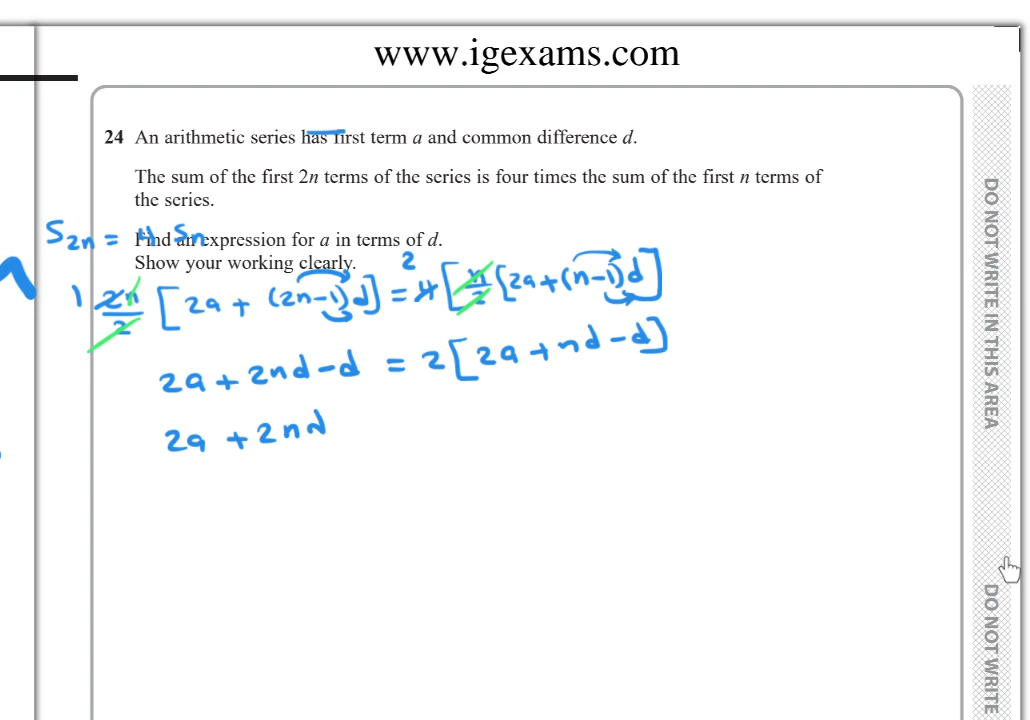 www.igexams.com
24 An arithmetic series has first term a and common difference d.
The sum of the first 2n terms of the series is four times the sum of the first n terms of
the series.
S2n = 4 Sn
Find an expression for a in terms of d.
Show your working clearly.
1 2n/2 [2a + (2n-1)d] = 2 4 [n/2 [2a+(n-1)d]
2a + 2nd - d = 2[2a + nd - d]
2a + 2nd
DO NOT WRITE IN THIS AREA
DO NOT WRITE